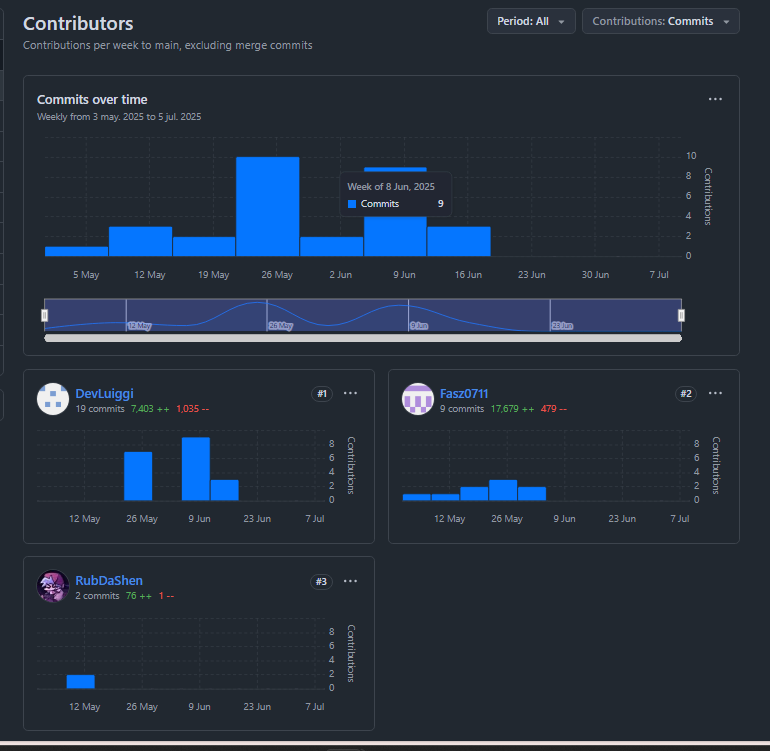 Contributors
Period: All
Contributions: Commits
Contributions per week to main, excluding merge commits
Commits over time
Weekly from 3 may. 2025 to 5 jul. 2025
10
8
6
4
2
0
Contributions
Week of 8 Jun, 2025
Commits 9
5 May 12 May 19 May 26 May 2 Jun 9 Jun 16 Jun 23 Jun 30 Jun 7 Jul
12 May 26 May 9 Jun 23 Jun
DevLuiggi #1
19 commits 7,403 ++ 1,035 --
8
6
4
2
0
Contributions
12 May 26 May 9 Jun 23 Jun 7 Jul
Fasz0711 #2
9 commits 17,679 ++ 479 --
8
6
4
2
0
Contributions
12 May 26 May 9 Jun 23 Jun 7 Jul
RubDaShen #3
2 commits 76 ++ 1 --
8
6
4
2
0
Contributions
12 May 26 May 9 Jun 23 Jun 7 Jul